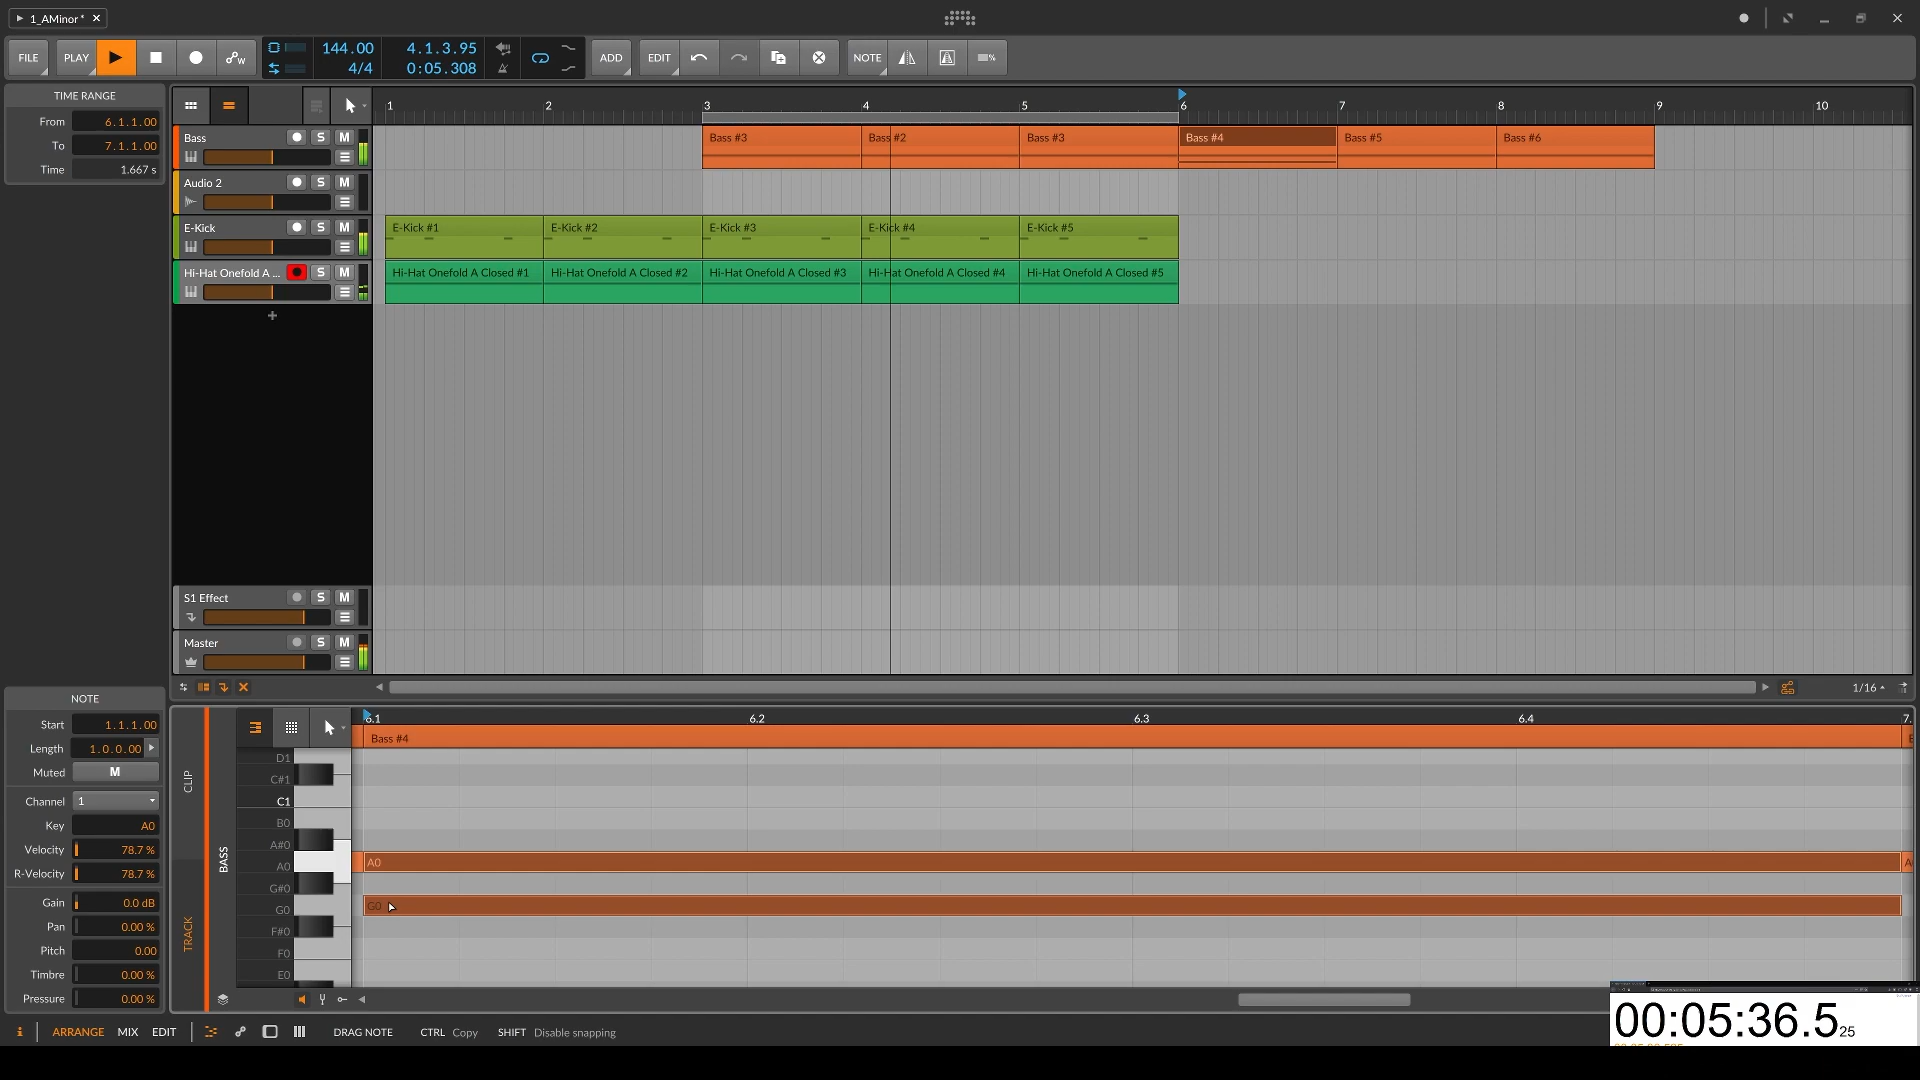 1_AMinor *
FILE PLAY 144.00 4/4 4.1.3.95 0:05.308 ADD EDIT NOTE
TIME RANGE
From 6.1.1.00
To 7.1.1.00
Time 1.667 s
1 2 3 4 5 6 7 8 9 10
Bass S M
Bass #3 Bass #2 Bass #3 Bass #4 Bass #5 Bass #6
Audio 2 S M
E-Kick S M
E-Kick #1 E-Kick #2 E-Kick #3 E-Kick #4 E-Kick #5
Hi-Hat Onefold A ... S M
Hi-Hat Onefold A Closed #1 Hi-Hat Onefold A Closed #2 Hi-Hat Onefold A Closed #3 Hi-Hat Onefold A Closed #4 Hi-Hat Onefold A Closed #5
S1 Effect S M
Master S M
1/16
NOTE
Start 1.1.1.00
Length 1.0.0.00
Muted M
Channel 1
Key A0
Velocity 78.7 %
R-Velocity 78.7 %
Gain 0.0 dB
Pan 0.00 %
Pitch 0.00
Timbre 0.00 %
Pressure 0.00 %
CLIP
TRACK
BASS
6.1 6.2 6.3 6.4 7.
Bass #4
D1
C#1
C1
B0
A#0
A0 A0
G#0
G0 G0
F#0
F0
E0
i ARRANGE MIX EDIT DRAG NOTE CTRL Copy SHIFT Disable snapping
00:05:36.525